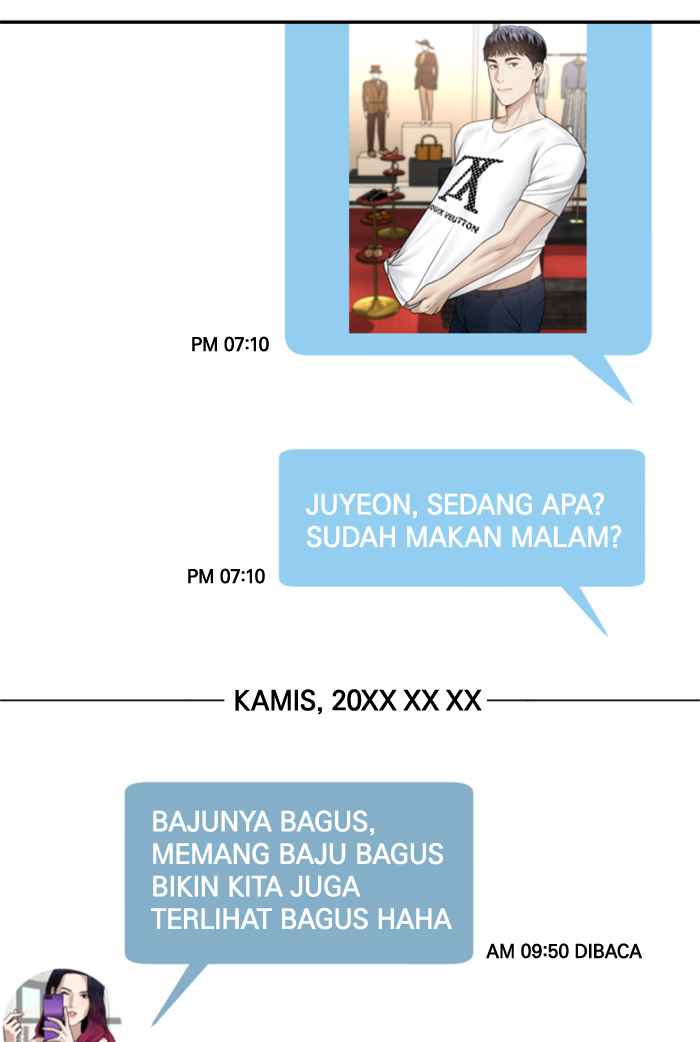 PM 07:10
JUYEON, SEDANG APA?
SUDAH MAKAN MALAM?
PM 07:10
KAMIS, 20XX XX XX
BAJUNYA BAGUS,
MEMANG BAJU BAGUS
BIKIN KITA JUGA
TERLIHAT BAGUS HAHA
AM 09:50 DIBACA